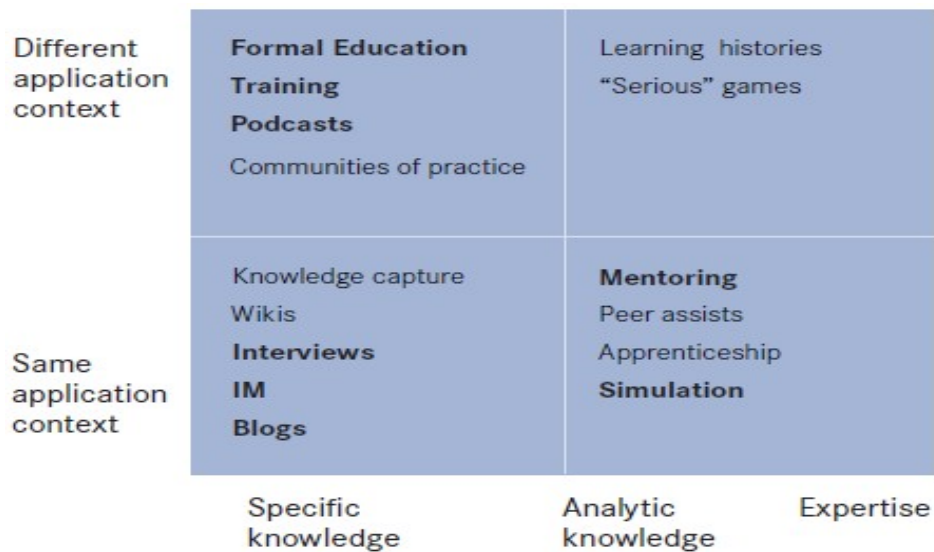 Different
application
context
Formal Education
Training
Podcasts
Communities of practice
Learning histories
“Serious” games
Same
application
context
Knowledge capture
Wikis
Interviews
IM
Blogs
Mentoring
Peer assists
Apprenticeship
Simulation
Specific
knowledge
Analytic
knowledge
Expertise